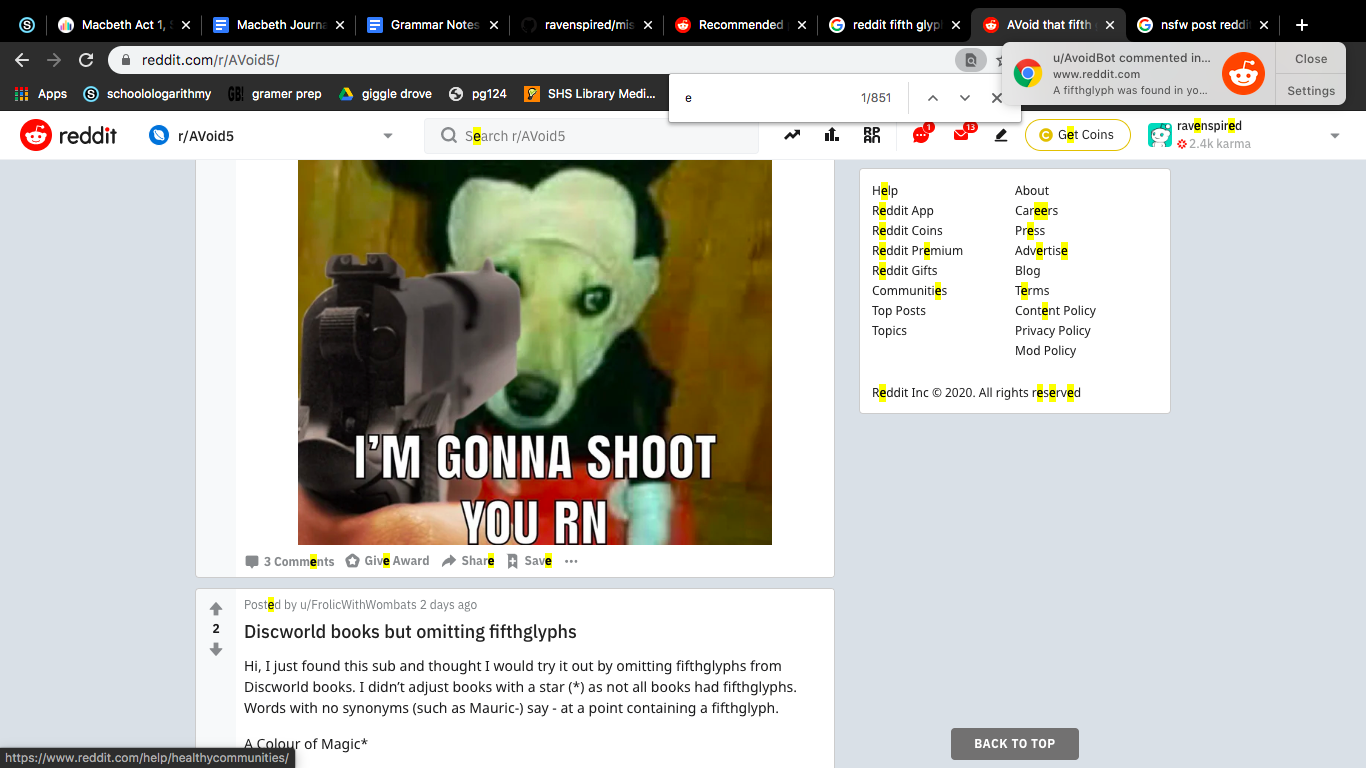 Macbeth Act 1,
Macbeth Journa
Grammar Notes
ravenspired/mis
Recommended
reddit fifth glyp
AVoid that fifth
nsfw post reddi
reddit.com/r/AVoid5/
u/AvoidBot commented in...
www.reddit.com
A fifthglyph was found in yo...
Close
Settings
Apps
schoolologarithmy
GB!
gramer prep
giggle drove
pg124
SHS Library Medi...
e
1/851
reddit
r/AVoid5
Search r/AVoid5
1
13
Get Coins
ravenspired
2.4k karma
I'M GONNA SHOOT
YOU RN
3 Comments
Give Award
Share
Save
Help
Reddit App
Reddit Coins
Reddit Premium
Reddit Gifts
Communities
Top Posts
Topics
About
Careers
Press
Advertise
Blog
Terms
Content Policy
Privacy Policy
Mod Policy
Reddit Inc © 2020. All rights reserved
2
Posted by u/FrolicWithWombats 2 days ago
Discworld books but omitting fifthglyphs
Hi, I just found this sub and thought I would try it out by omitting fifthglyphs from
Discworld books. I didn't adjust books with a star (*) as not all books had fifthglyphs.
Words with no synonyms (such as Mauric-) say - at a point containing a fifthglyph.
A Colour of Magic*
BACK TO TOP
https://www.reddit.com/help/healthycommunities/